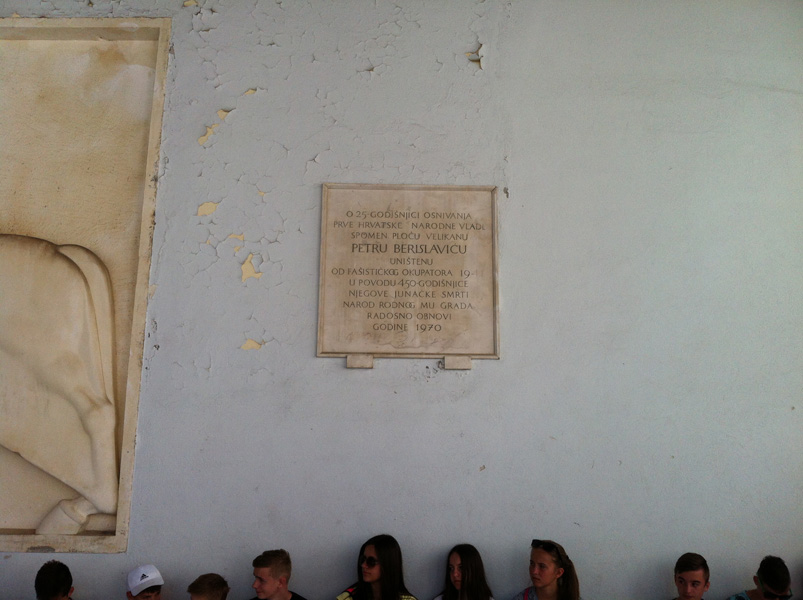 O 25-GODIŠNJICI OSNIVANJA
PRVE HRVATSKE NARODNE VLADE
SPOMEN PLOČU VELIKANU
PETRU BERISLAVIĆU
UNIŠTENU
OD FAŠISTIČKOG OKUPATORA
U POVODU 450-GODIŠNJICE
NJEGOVE JUNAČKE SMRTI
NAROD RODNOG MU GRADA
RADOSNO OBNOVI
GODINE 1970